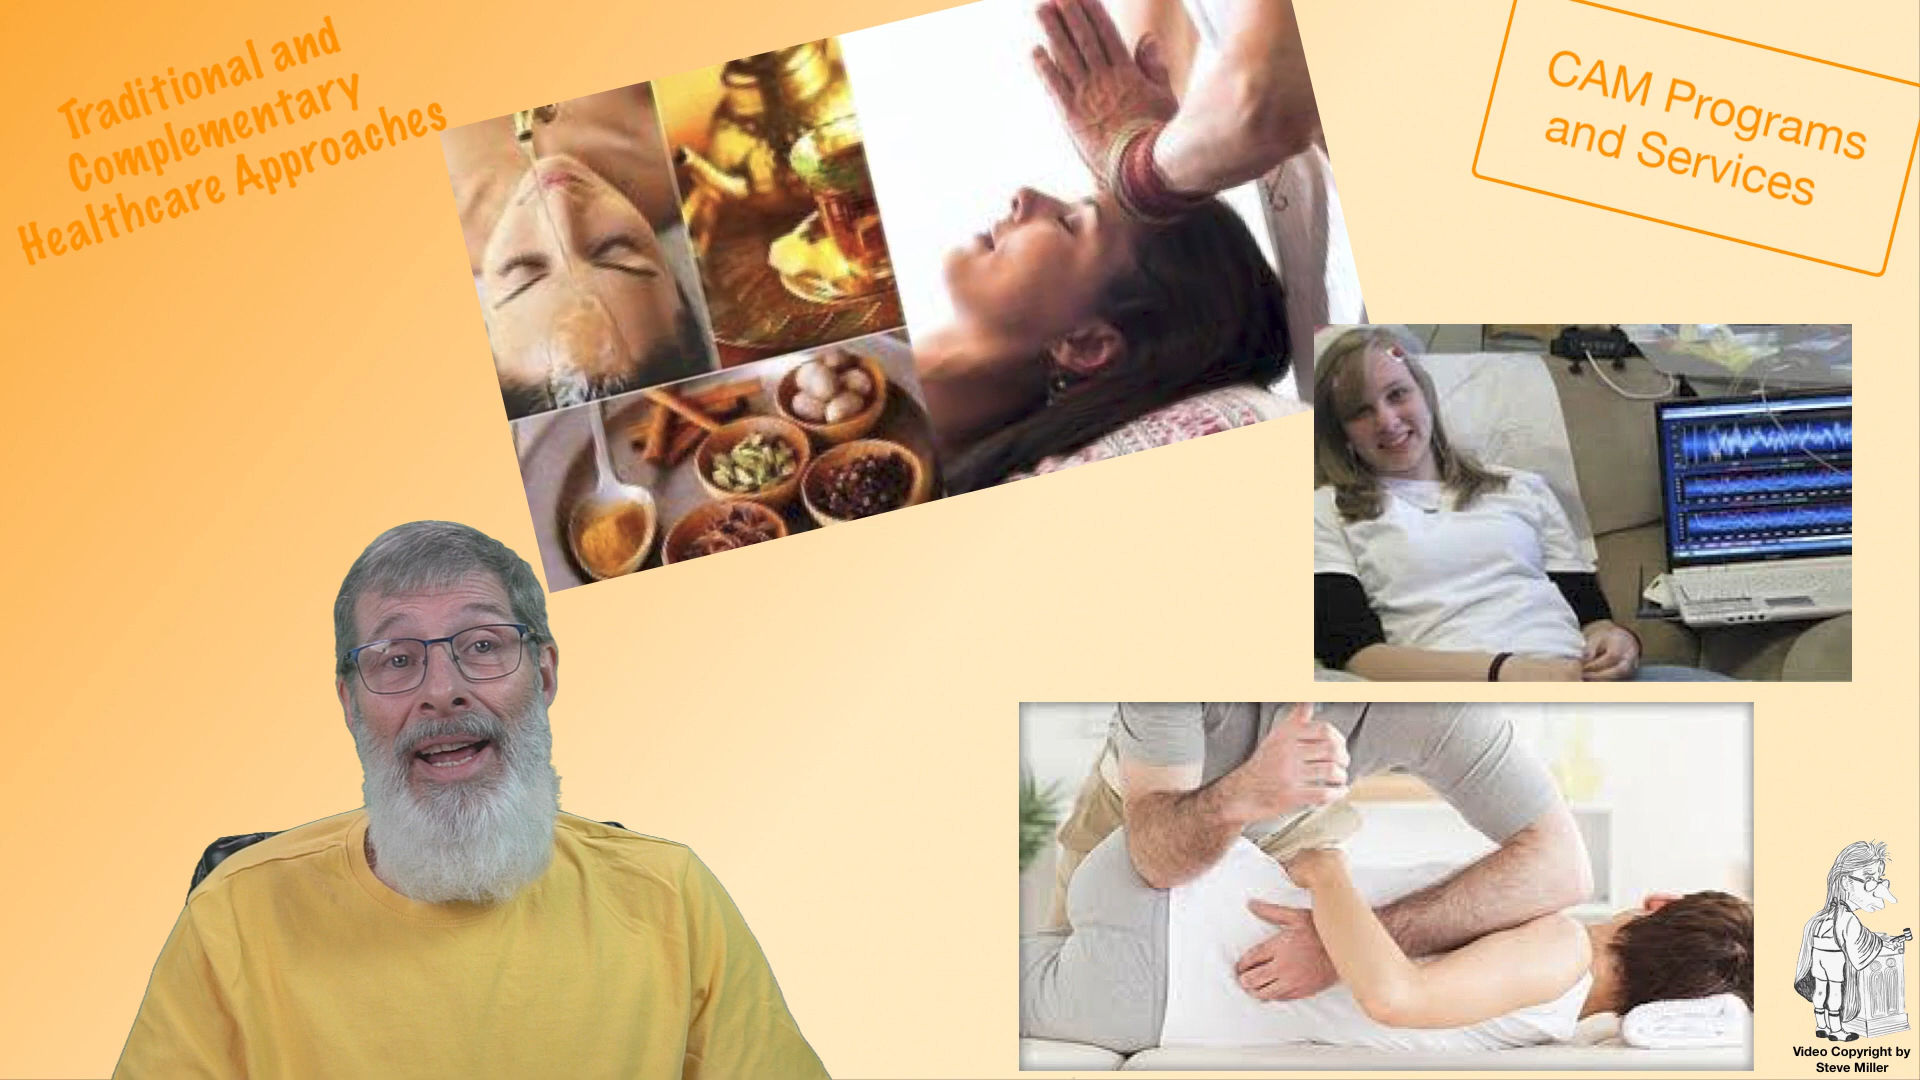 Traditional and
Complementary
Healthcare Approaches
CAM Programs
and Services
Video Copyright by
Steve Miller